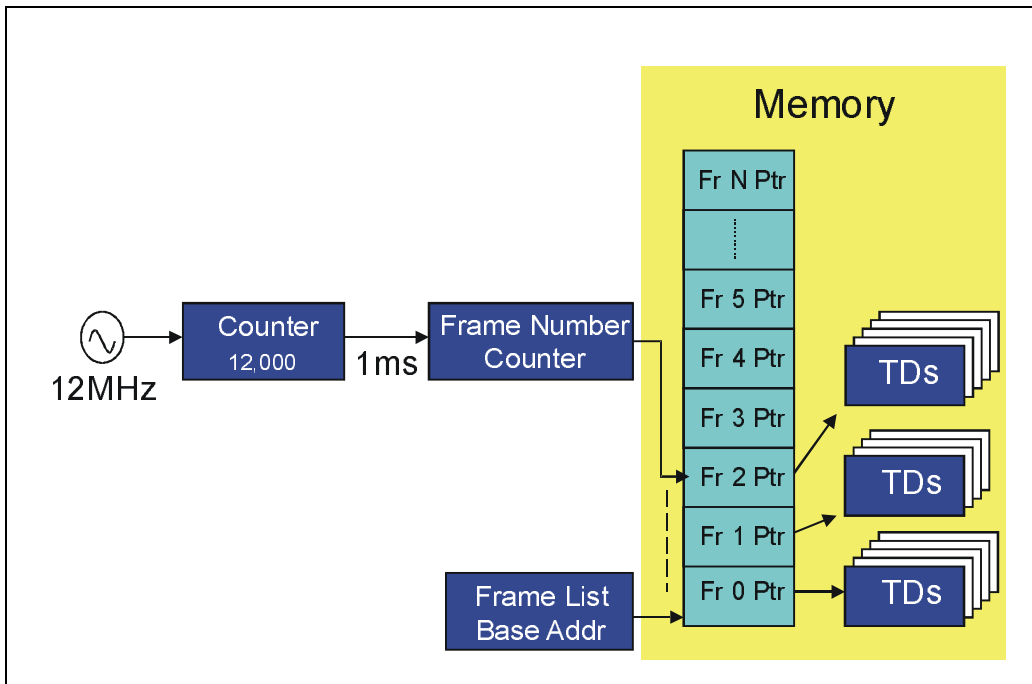 Memory
Fr N Ptr
Fr 5 Ptr
Fr 4 Ptr
Fr 3 Ptr
Fr 2 Ptr
Fr 1 Ptr
Fr 0 Ptr
12MHz
Counter
12,000
1ms
Frame Number
Counter
Frame List
Base Addr
TDs
TDs
TDs